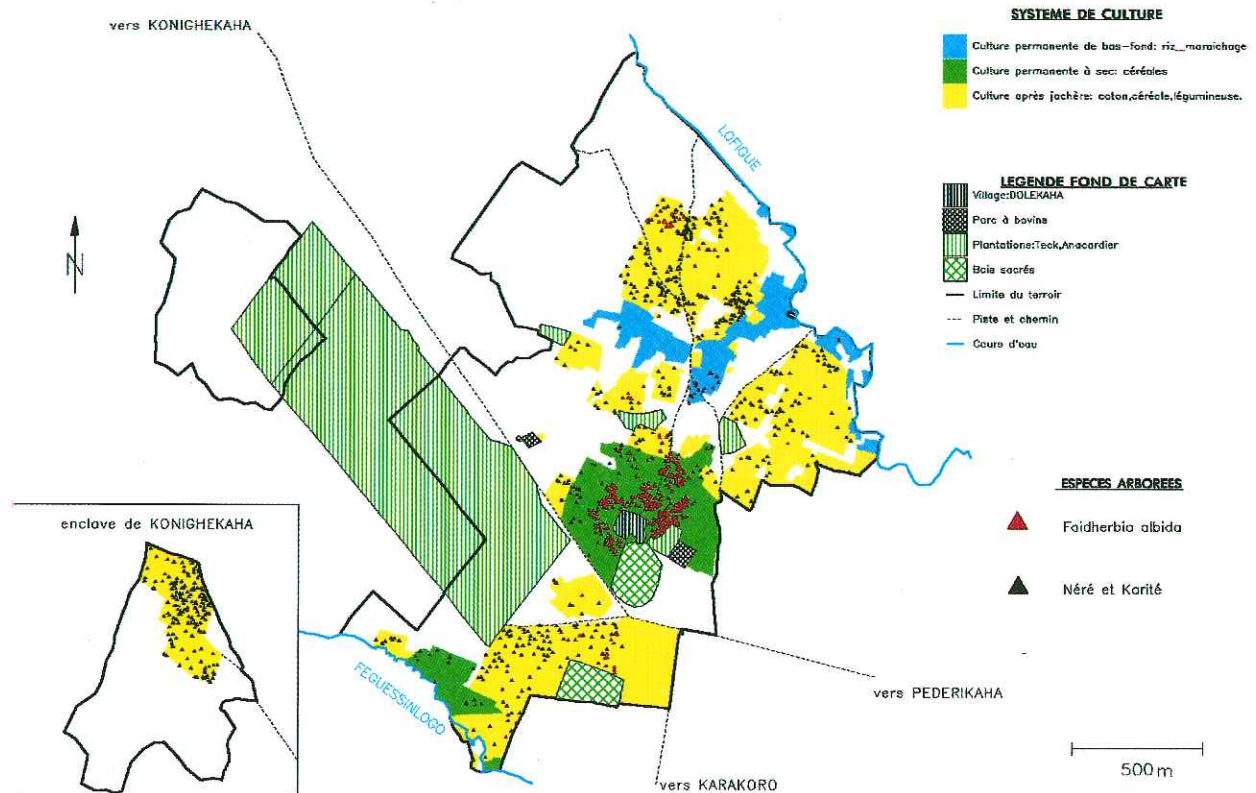 vers KONIGHEKAHA
SYSTEME DE CULTURE
Culture permanente de bas-fond: riz_maraichage
Culture permanente à sec: céréales
Culture après jachère: coton,céréale,légumineuse.
LOFIGUE
LEGENDE FOND DE CARTE
Village:DOLEKAHA
Parc à bovins
Plantations:Teck,Anacardier
Bois sacrés
Limite du terroir
Piste et chemin
Cours d'eau
N
ESPECES ARBOREES
Faidherbia albida
Néré et Karité
enclave de KONIGHEKAHA
FEGUESSINLOGO
vers PEDERIKAHA
vers KARAKORO
500 m